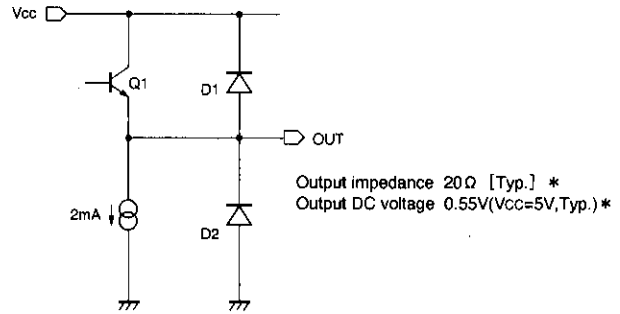 Vcc
Q1
D1
OUT
Output impedance 20Ω [Typ.] *
Output DC voltage 0.55V(Vcc=5V,Typ.)*
2mA
D2